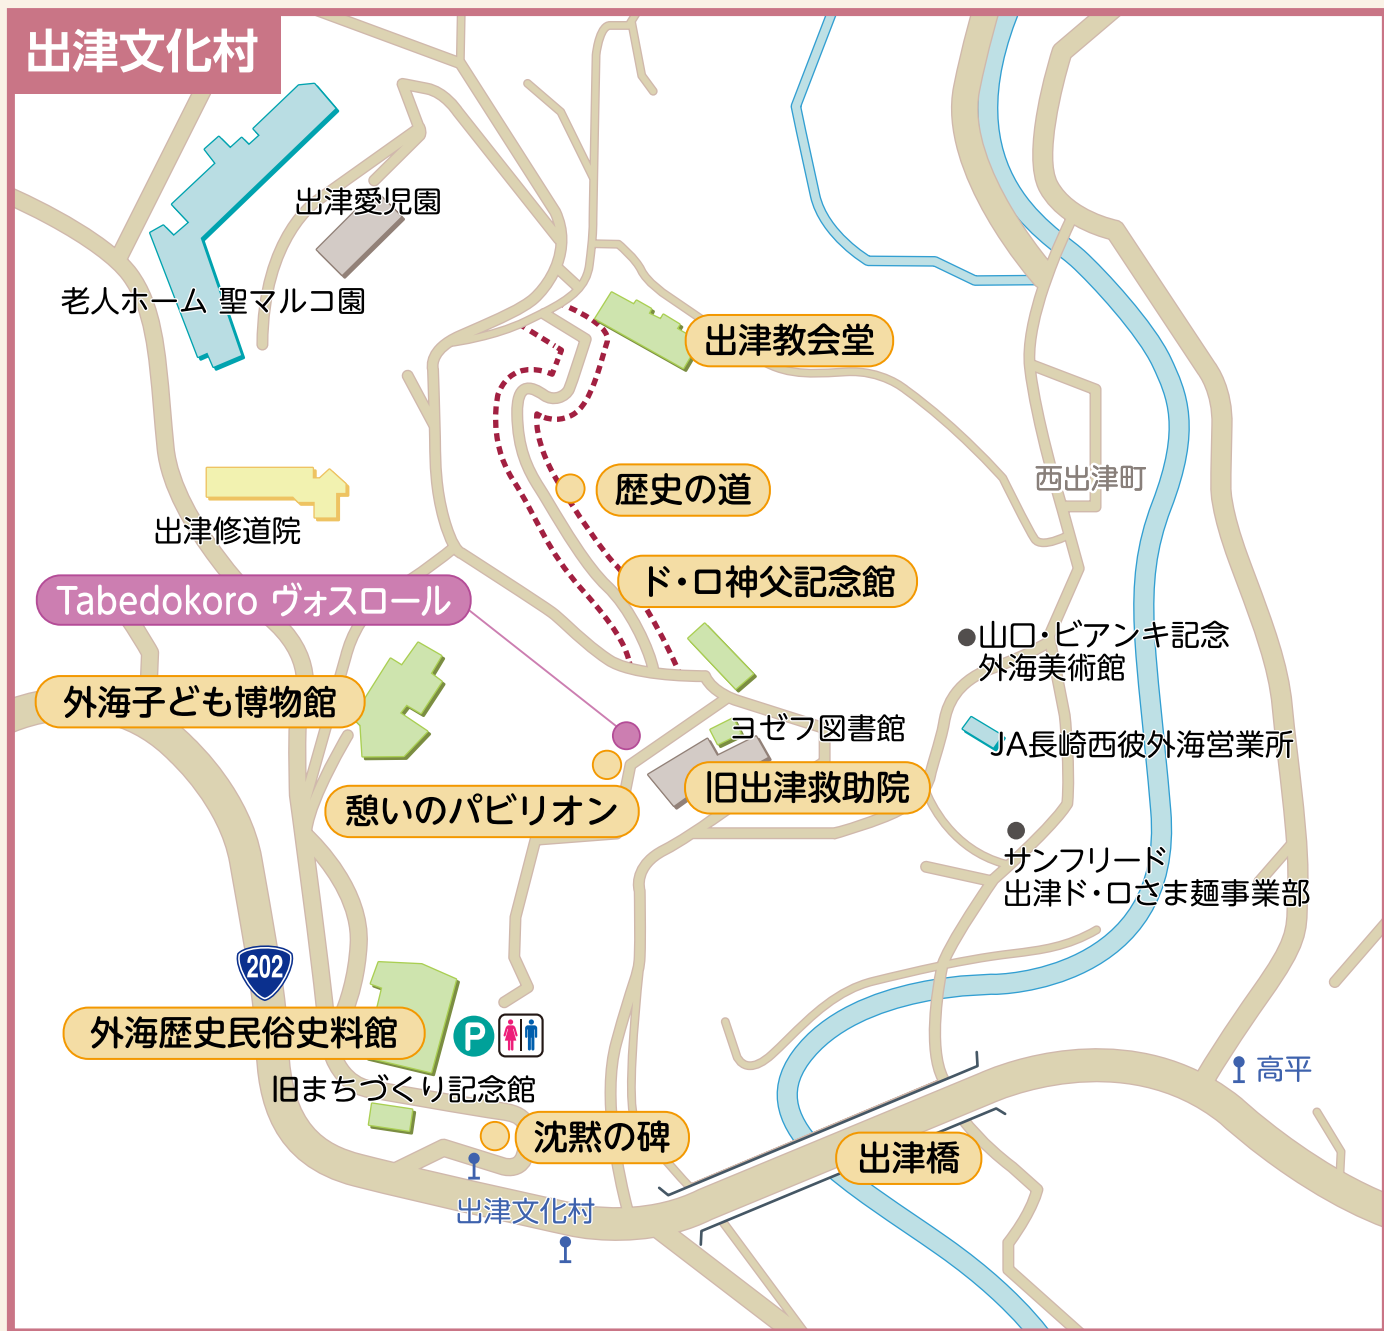 出津文化村
出津愛児園
老人ホーム 聖マルコ園
出津教会堂
西出津町
歴史の道
出津修道院
ド・ロ神父記念館
Tabedokoro ヴォスロール
山口・ビアンキ記念
外海美術館
外海子ども博物館
ヨゼフ図書館
JA長崎西彼外海営業所
旧出津救助院
憩いのパビリオン
サンフリード
出津ド・ロさま麺事業部
202
外海歴史民俗史料館
P
高平
旧まちづくり記念館
沈黙の碑
出津橋
出津文化村